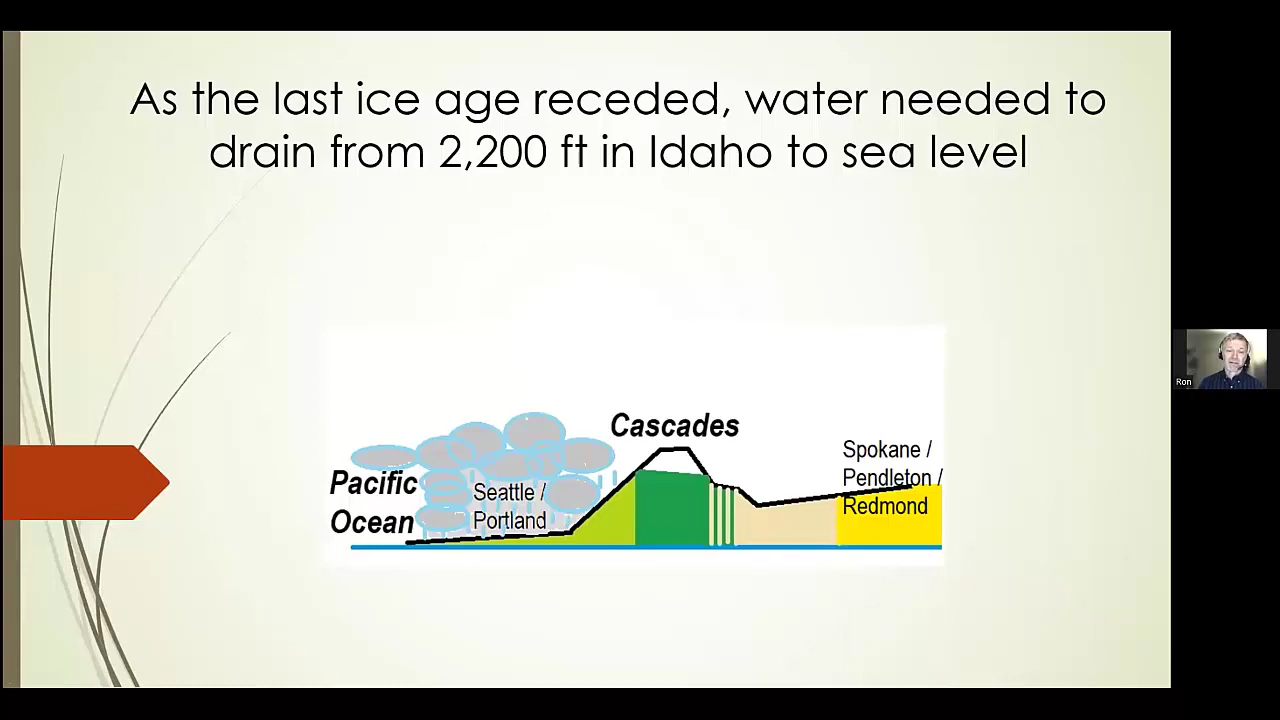 As the last ice age receded, water needed to
drain from 2,200 ft in Idaho to sea level
Cascades
Pacific
Ocean
Seattle /
Portland
Spokane /
Pendleton /
Redmond
Ron